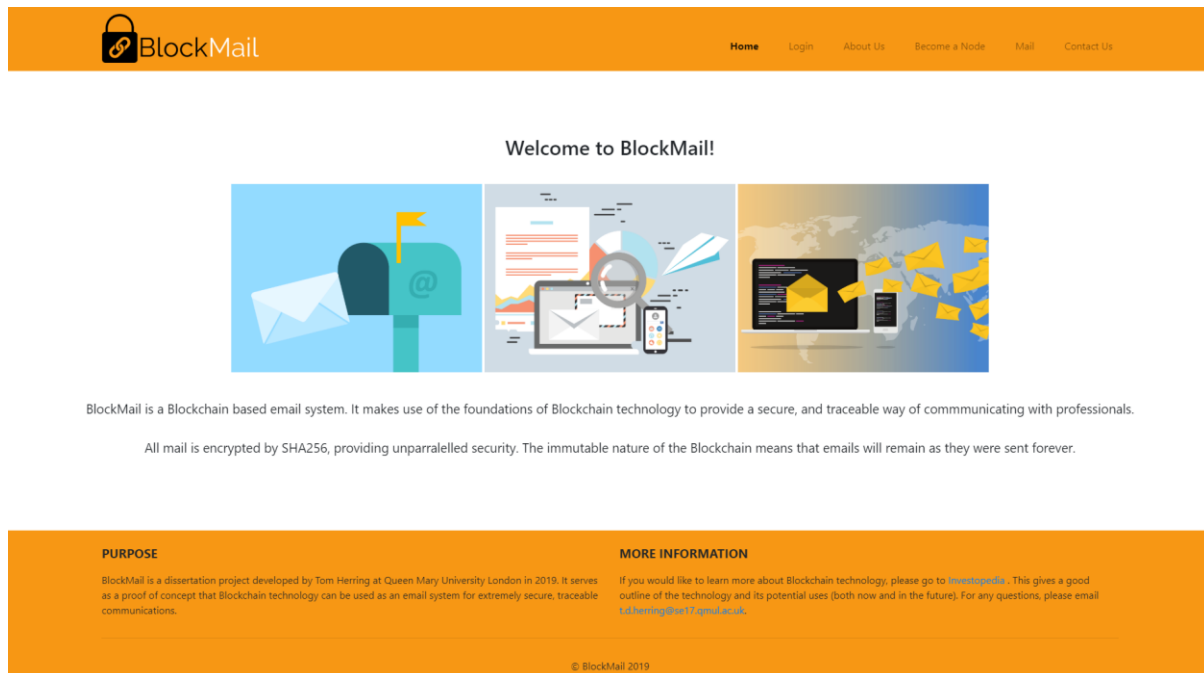 BlockMail
Home Login About Us Become a Node Mail Contact Us
Welcome to BlockMail!
@
BlockMail is a Blockchain based email system. It makes use of the foundations of Blockchain technology to provide a secure, and traceable way of commmunicating with professionals.
All mail is encrypted by SHA256, providing unparralelled security. The immutable nature of the Blockchain means that emails will remain as they were sent forever.
PURPOSE
BlockMail is a dissertation project developed by Tom Herring at Queen Mary University London in 2019. It serves
as a proof of concept that Blockchain technology can be used as an email system for extremely secure, traceable
communications.
MORE INFORMATION
If you would like to learn more about Blockchain technology, please go to Investopedia . This gives a good
outline of the technology and its potential uses (both now and in the future). For any questions, please email
t.d.herring@se17.qmul.ac.uk.
© BlockMail 2019